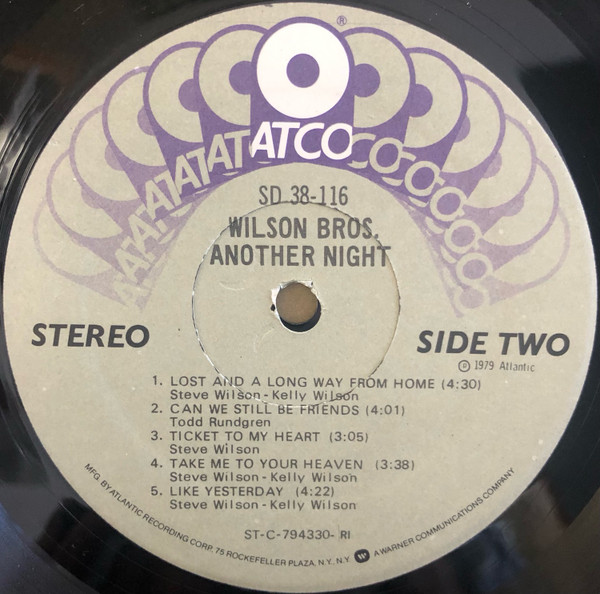 ®
ATATATATATATCOCOCOCOCOCO
SD 38-116
WILSON BROS.
ANOTHER NIGHT
STEREO
SIDE TWO
℗ 1979 Atlantic
1. LOST AND A LONG WAY FROM HOME (4:30)
Steve Wilson - Kelly Wilson
2. CAN WE STILL BE FRIENDS (4:01)
Todd Rundgren
3. TICKET TO MY HEART (3:05)
Steve Wilson
4. TAKE ME TO YOUR HEAVEN (3:38)
Steve Wilson - Kelly Wilson
5. LIKE YESTERDAY (4:22)
Steve Wilson - Kelly Wilson
ST-C-794330- RI
MFG. BY ATLANTIC RECORDING CORP., 75 ROCKEFELLER PLAZA, N.Y., N.Y. W A WARNER COMMUNICATIONS COMPANY